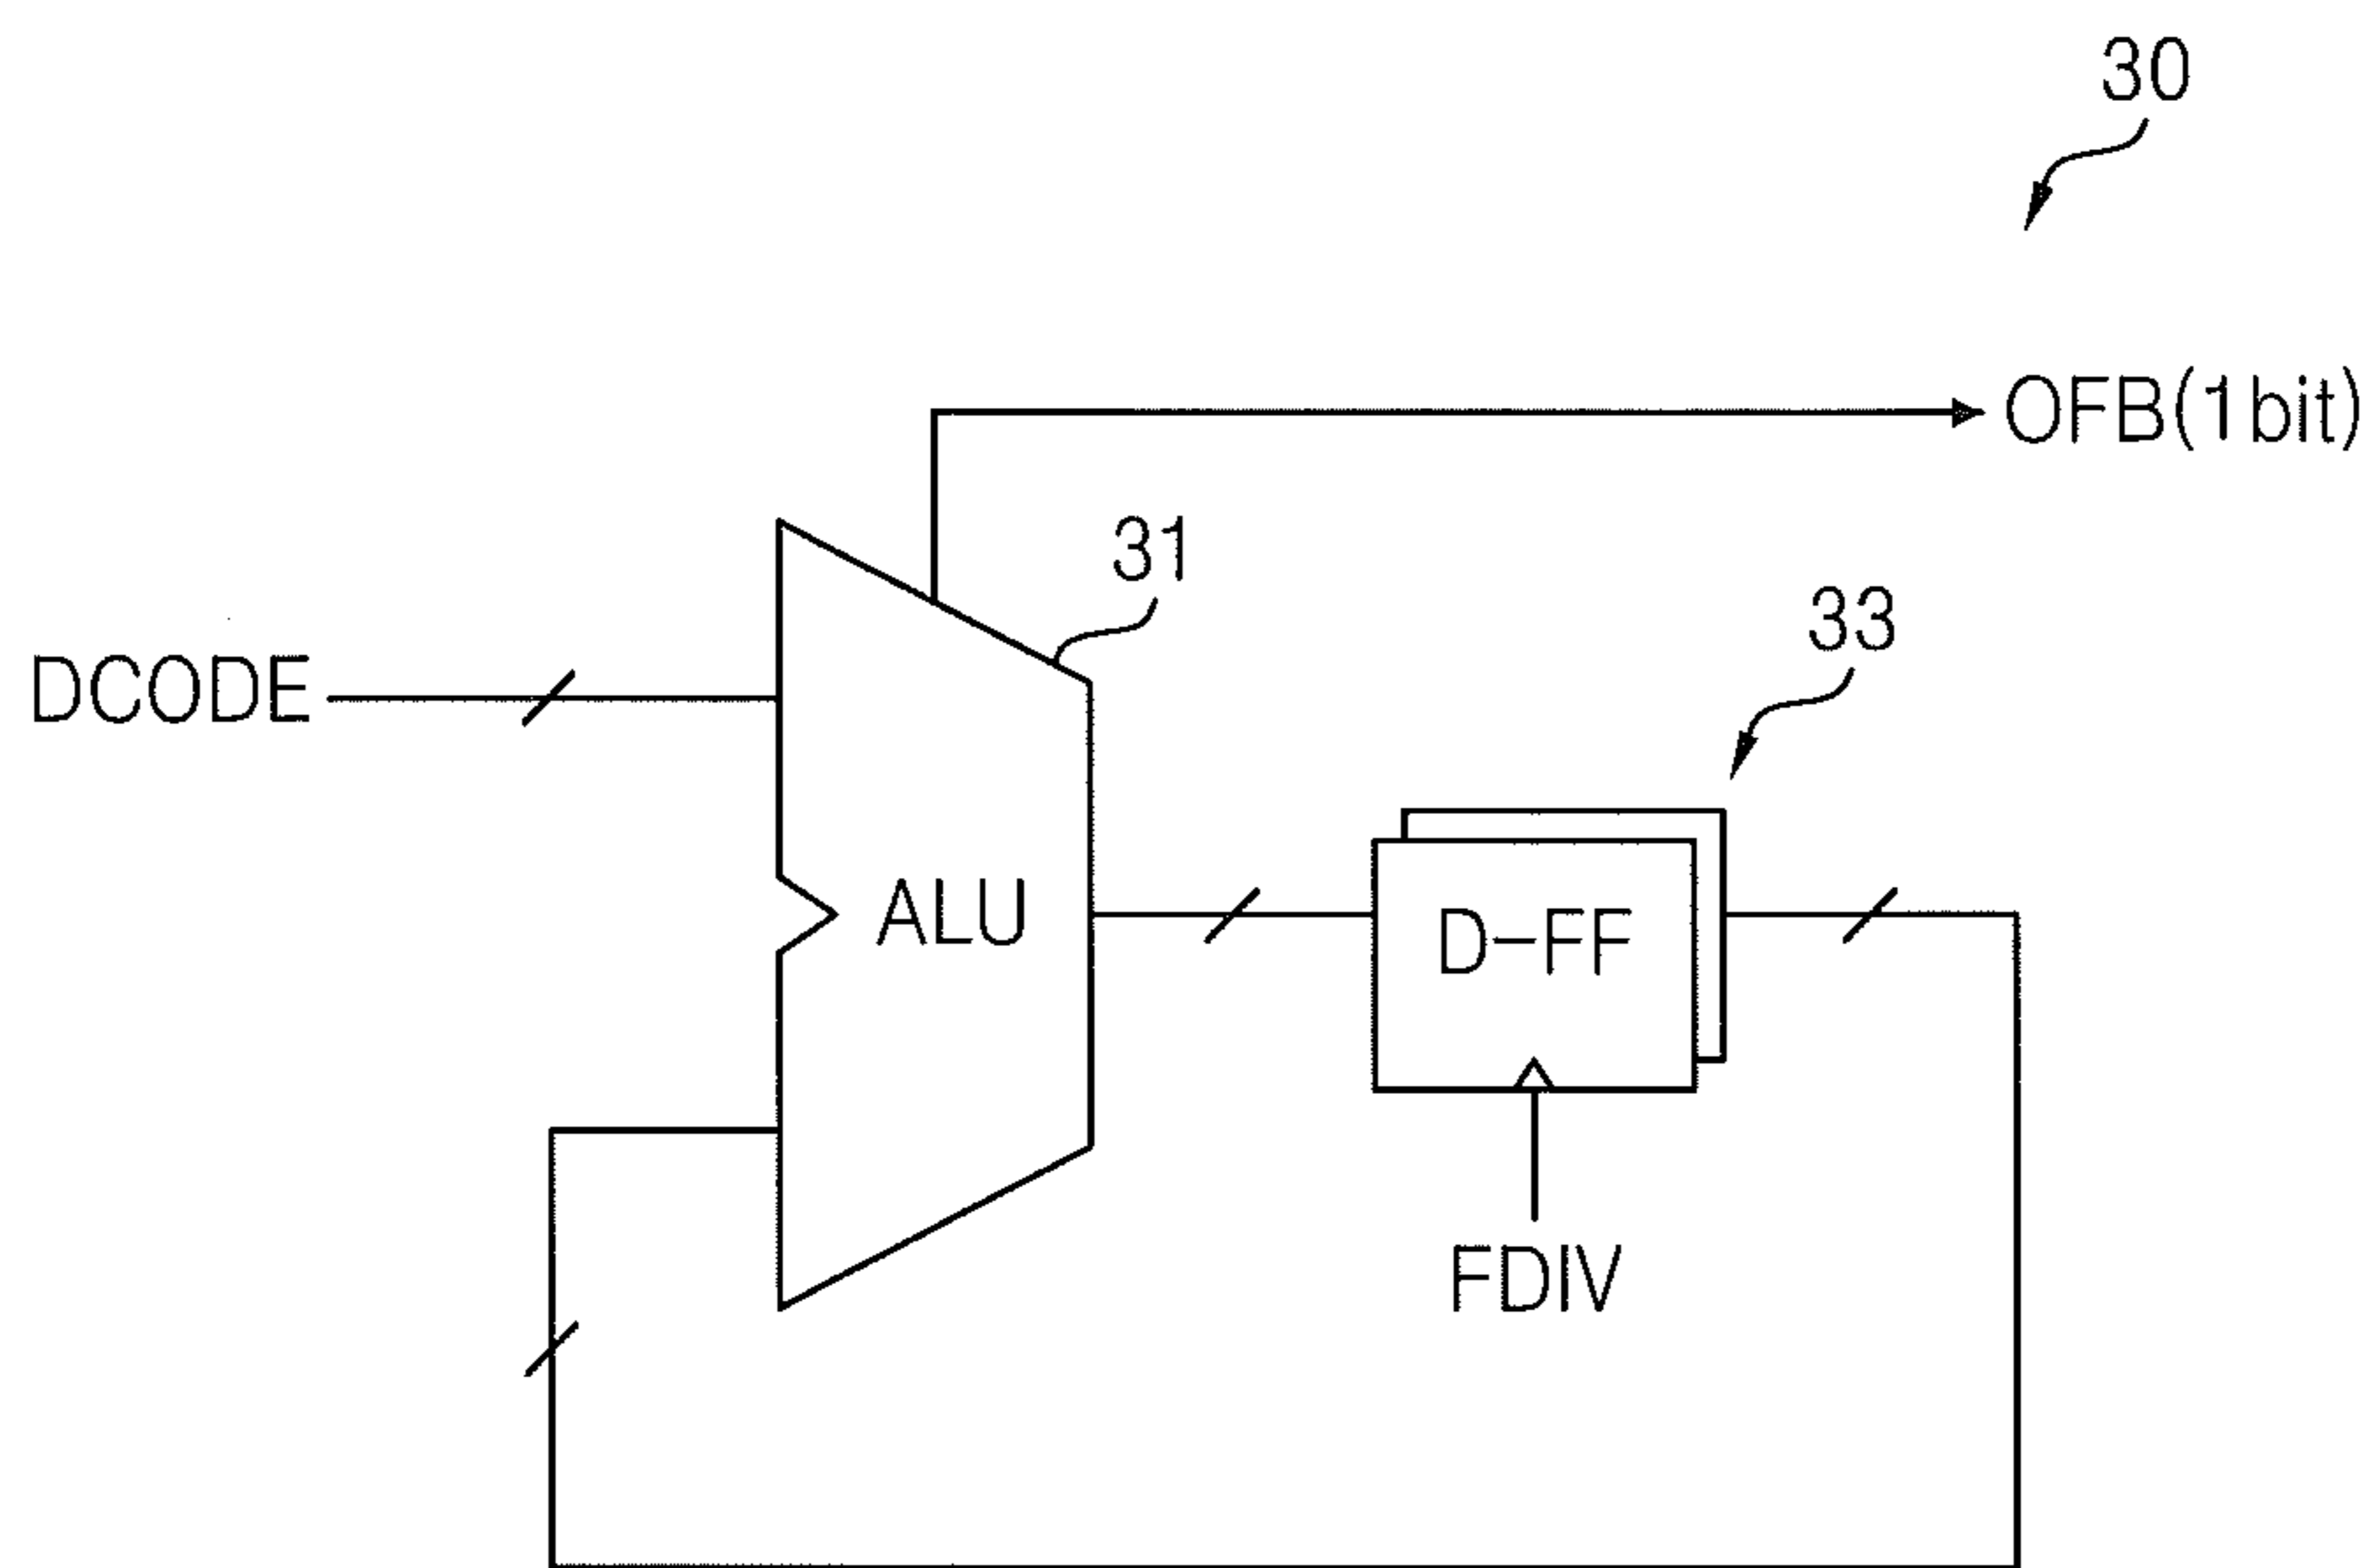 30
OFB(1bit)
31
33
DCODE
ALU
D-FF
FDIV